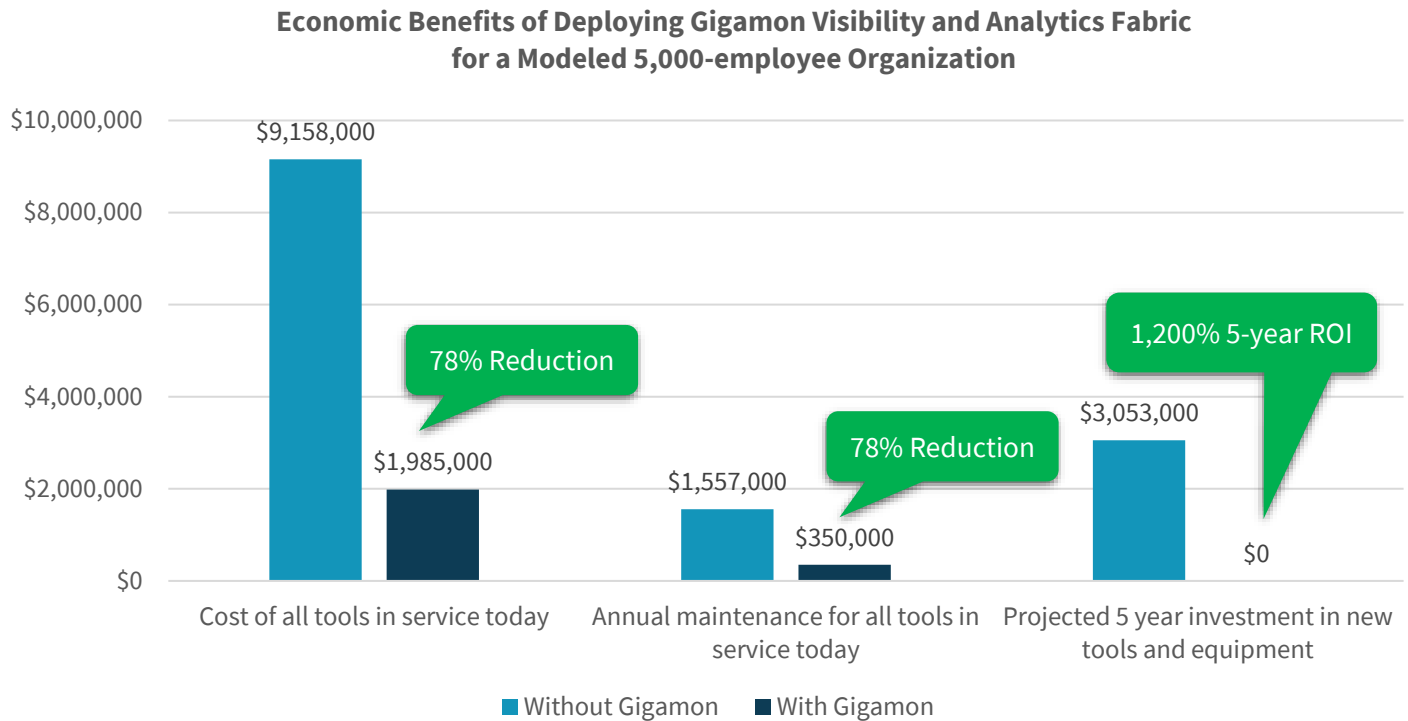 Economic Benefits of Deploying Gigamon Visibility and Analytics Fabric
for a Modeled 5,000-employee Organization
$10,000,000
$9,158,000
$8,000,000
$6,000,000
1,200% 5-year ROI
78% Reduction
$4,000,000
$3,053,000
78% Reduction
$1,985,000
$2,000,000
$1,557,000
$350,000
$0
$0
Cost of all tools in service today
Annual maintenance for all tools in
service today
Projected 5 year investment in new
tools and equipment
Without Gigamon
With Gigamon